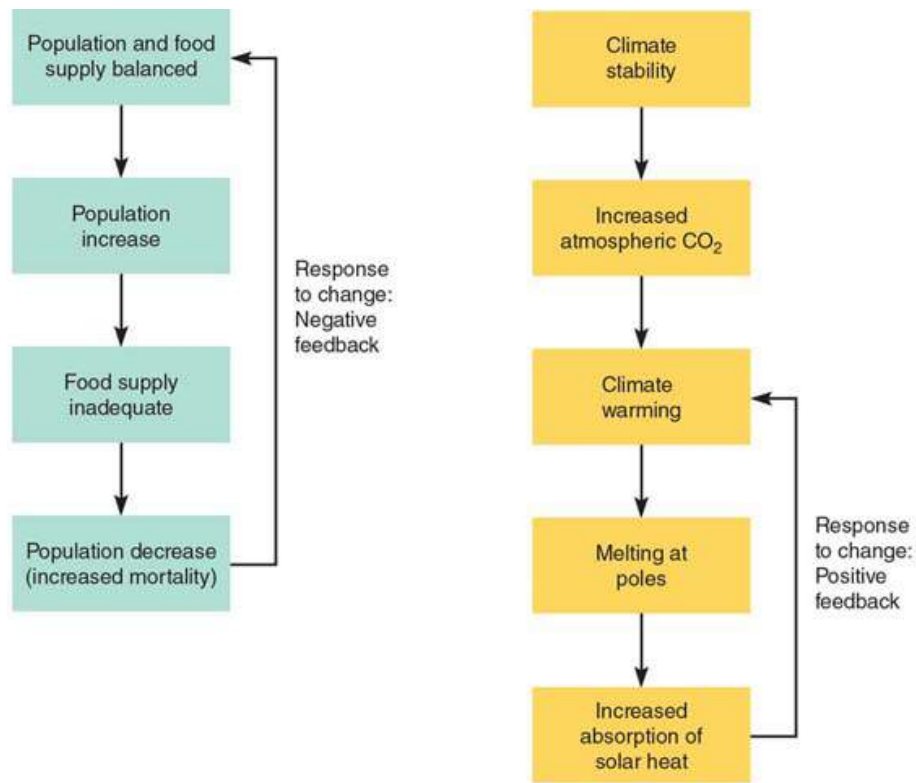 Population and food
supply balanced
Population
increase
Food supply
inadequate
Population decrease
(increased mortality)
Response
to change:
Negative
feedback
Climate
stability
Increased
atmospheric CO₂
Climate
warming
Melting at
poles
Increased
absorption of
solar heat
Response
to change:
Positive
feedback